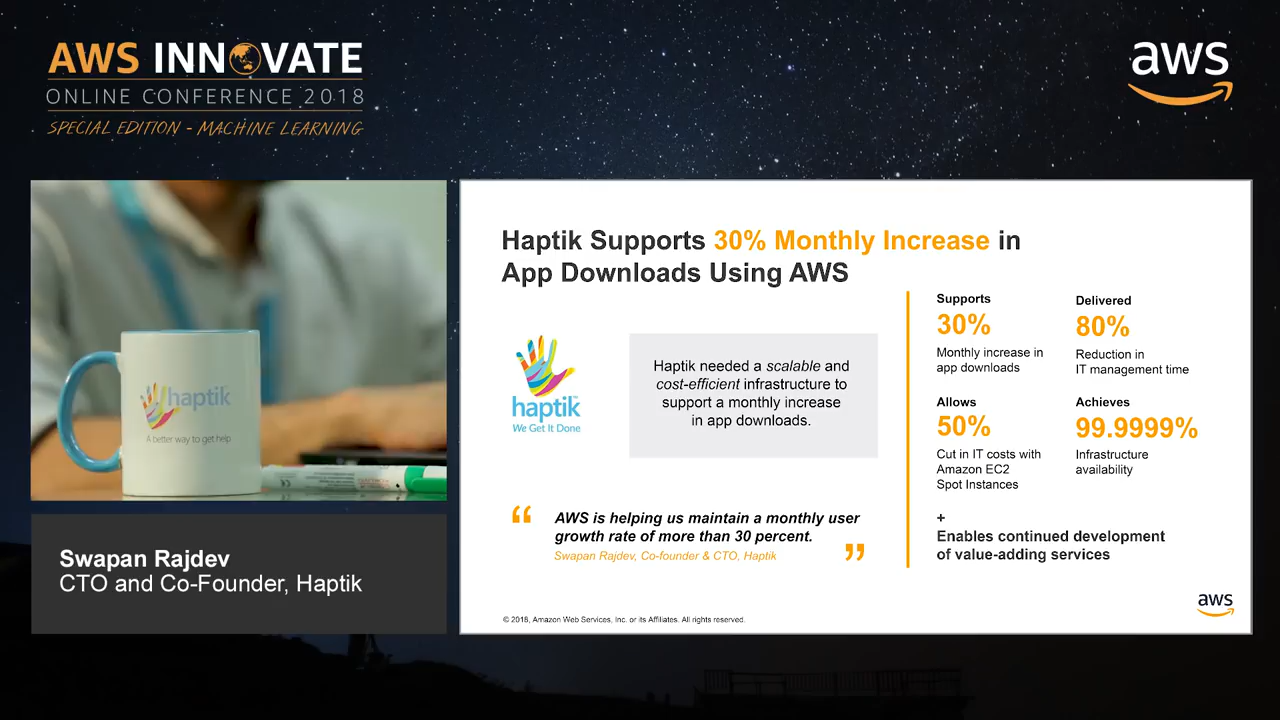 AWS INNOVATE
ONLINE CONFERENCE 2018
SPECIAL EDITION - MACHINE LEARNING
aws
haptik
A better way to get help
Swapan Rajdev
CTO and Co-Founder, Haptik
Haptik Supports 30% Monthly Increase in
App Downloads Using AWS
haptik
We Get It Done
Haptik needed a scalable and
cost-efficient infrastructure to
support a monthly increase
in app downloads.
“ AWS is helping us maintain a monthly user
growth rate of more than 30 percent.
Swapan Rajdev, Co-founder & CTO, Haptik ”
Supports
30%
Monthly increase in
app downloads
Delivered
80%
Reduction in
IT management time
Allows
50%
Cut in IT costs with
Amazon EC2
Spot Instances
Achieves
99.9999%
Infrastructure
availability
+
Enables continued development
of value-adding services
© 2018, Amazon Web Services, Inc. or its Affiliates. All rights reserved.
aws